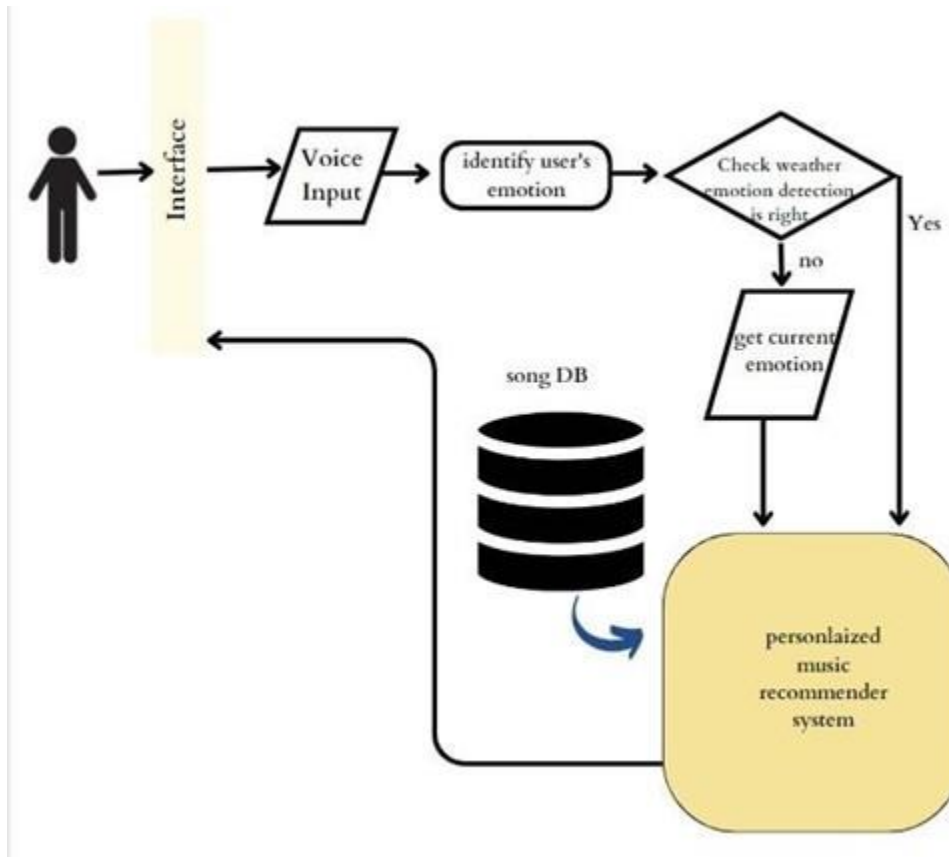 Interface
Voice
Input
identify user's
emotion
Check weather
emotion detection
is right
Yes
no
get current
emotion
song DB
personlaized
music
recommender
system